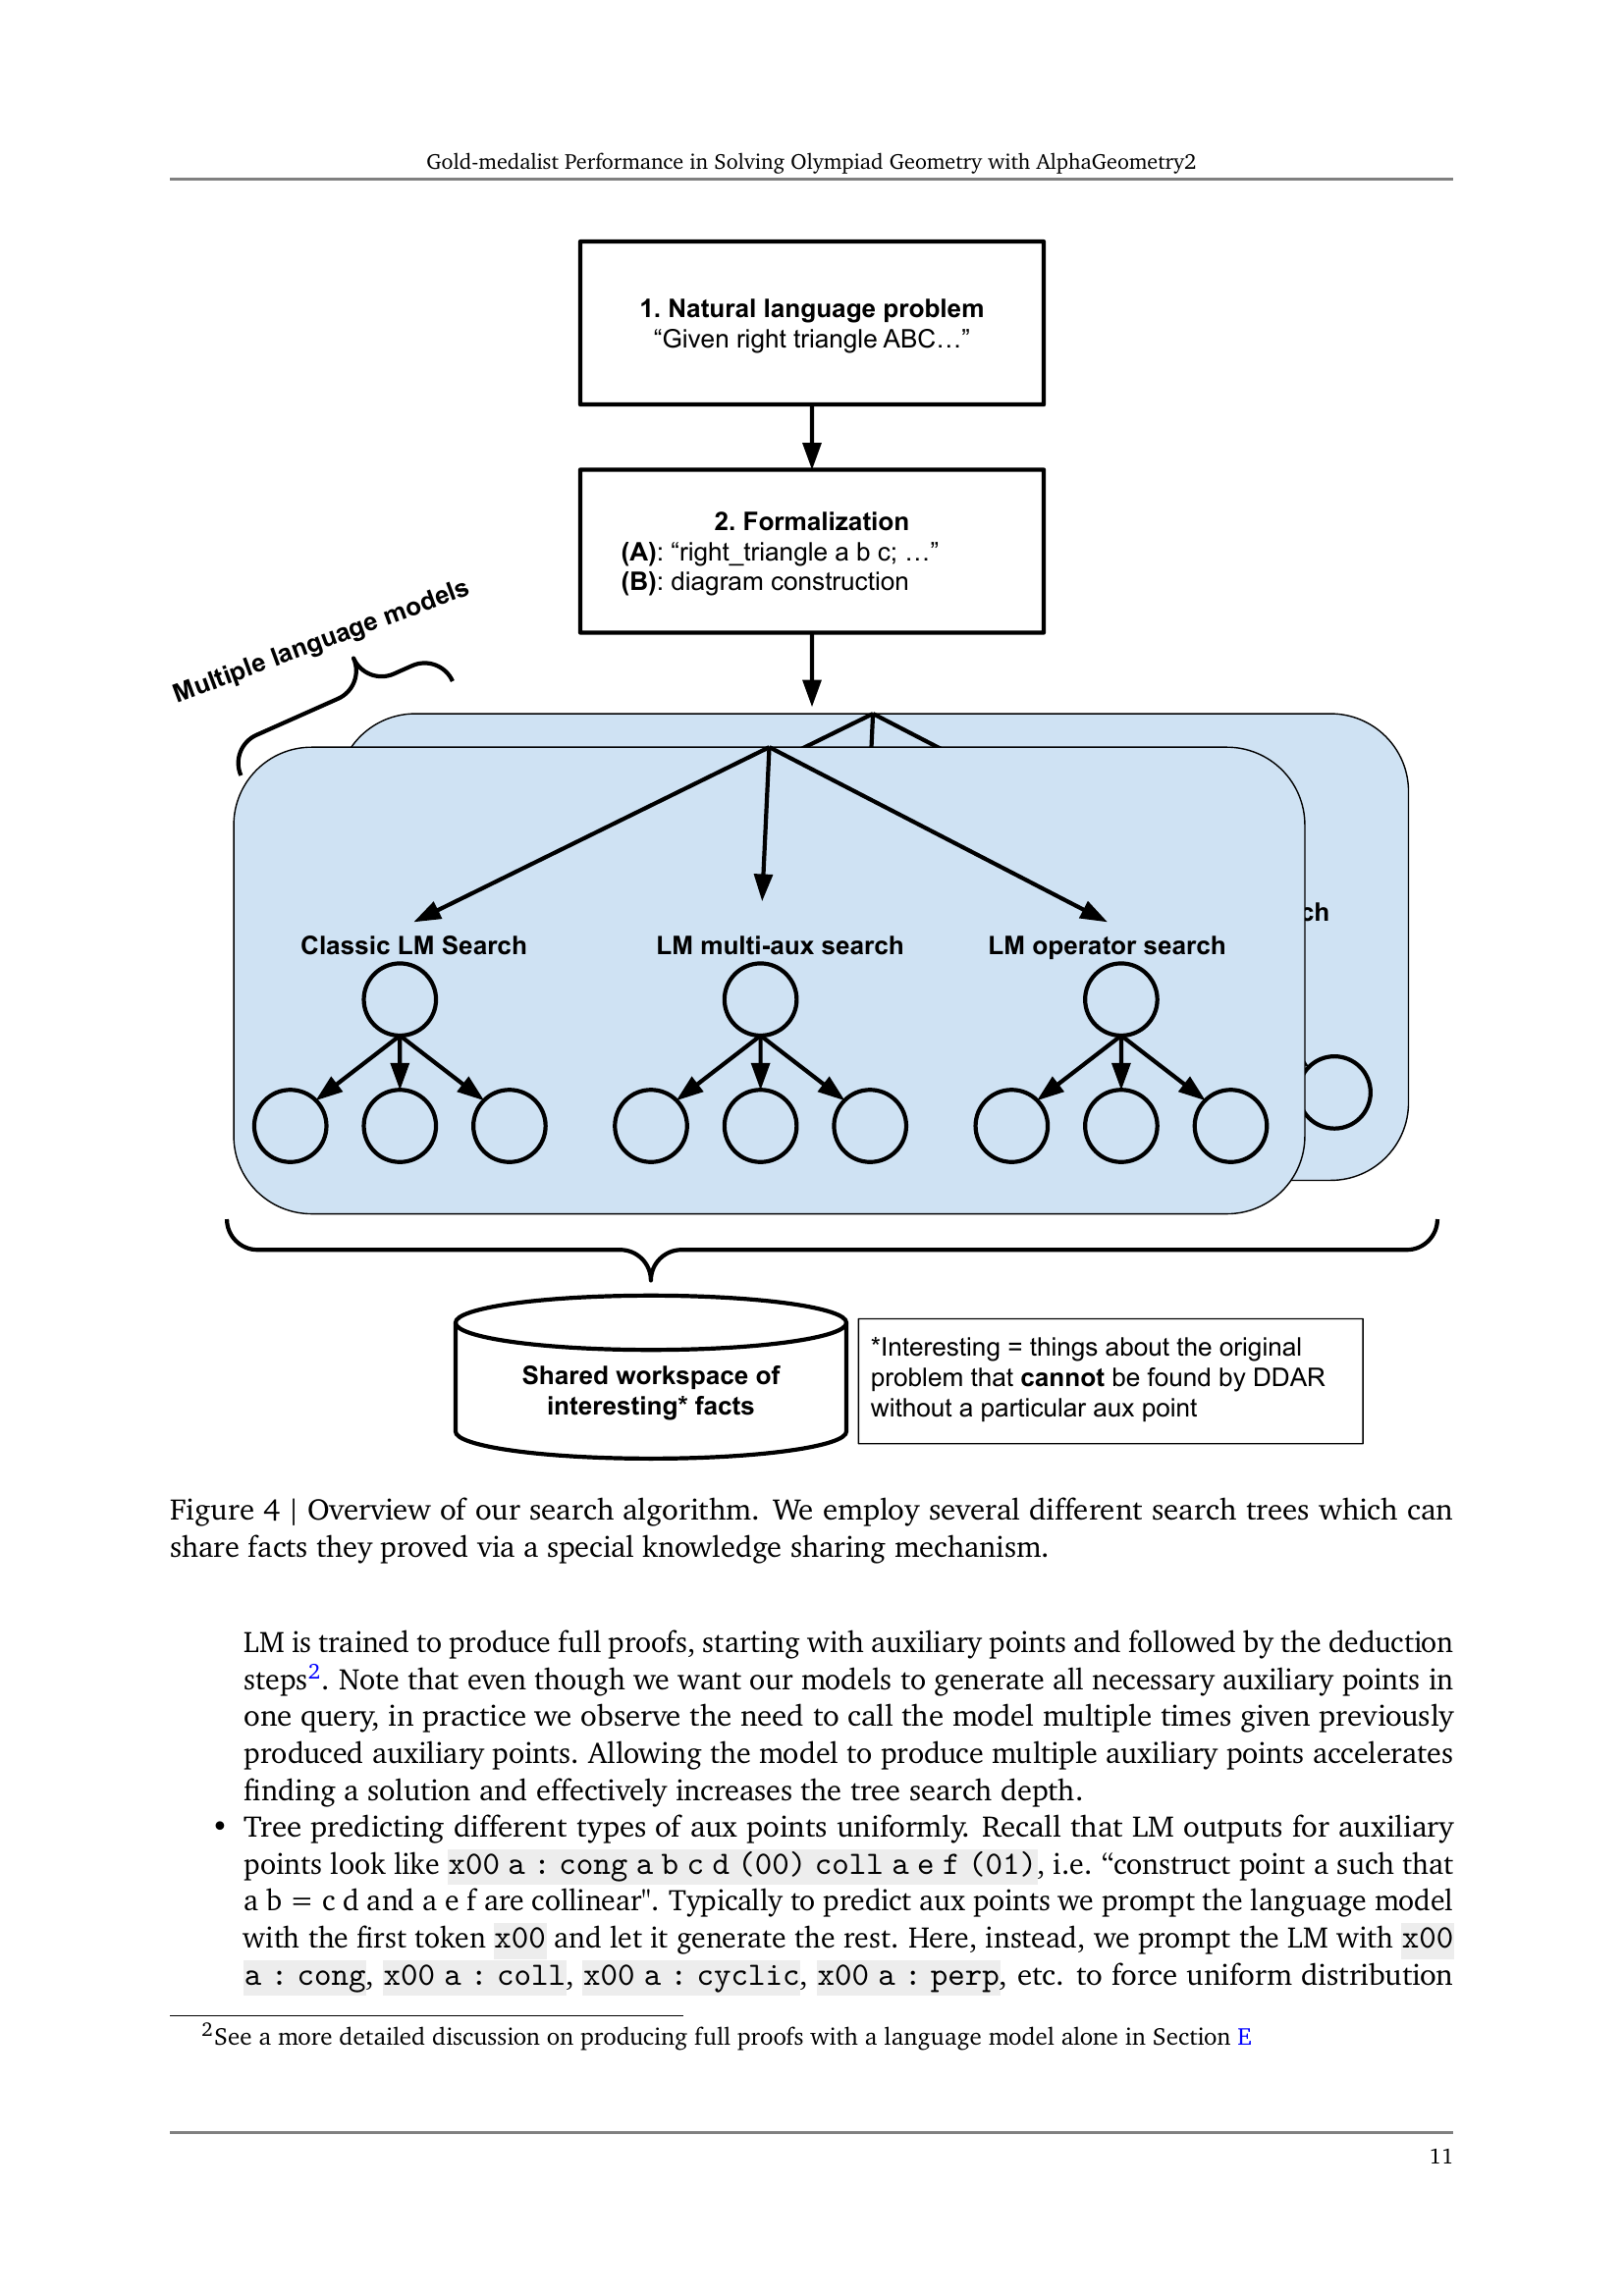 Gold-medalist Performance in Solving Olympiad Geometry with AlphaGeometry2
1. Natural language problem
“Given right triangle ABC…”
2. Formalization
(A): “right_triangle a b c; …”
(B): diagram construction
Multiple language models
ch
Classic LM Search
LM multi-aux search
LM operator search
Shared workspace of
interesting* facts
*Interesting = things about the original
problem that cannot be found by DDAR
without a particular aux point
Figure 4 | Overview of our search algorithm. We employ several different search trees which can
share facts they proved via a special knowledge sharing mechanism.
LM is trained to produce full proofs, starting with auxiliary points and followed by the deduction
steps2. Note that even though we want our models to generate all necessary auxiliary points in
one query, in practice we observe the need to call the model multiple times given previously
produced auxiliary points. Allowing the model to produce multiple auxiliary points accelerates
finding a solution and effectively increases the tree search depth.
• Tree predicting different types of aux points uniformly. Recall that LM outputs for auxiliary
points look like x00 a : cong a b c d (00) coll a e f (01), i.e. “construct point a such that
a b = c d and a e f are collinear". Typically to predict aux points we prompt the language model
with the first token x00 and let it generate the rest. Here, instead, we prompt the LM with x00
a : cong, x00 a : coll, x00 a : cyclic, x00 a : perp, etc. to force uniform distribution
2See a more detailed discussion on producing full proofs with a language model alone in Section E
11